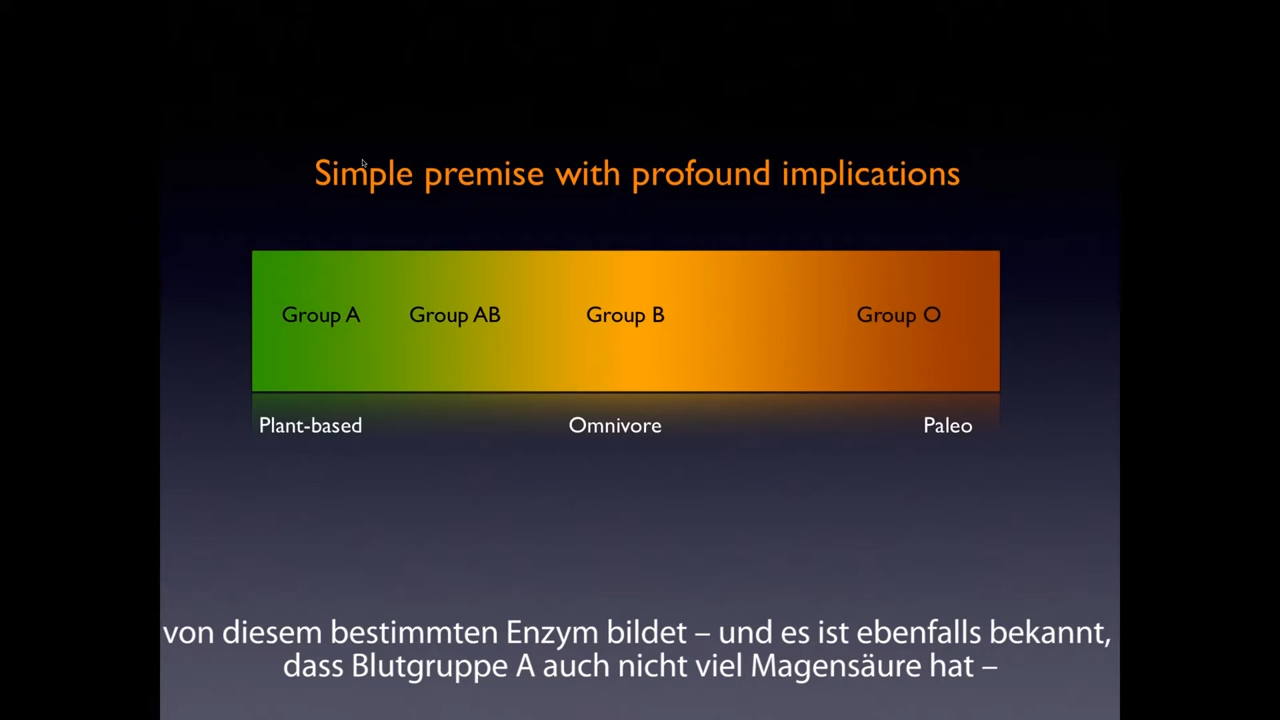 Simple premise with profound implications
Group A Group AB Group B Group O
Plant-based Omnivore Paleo
von diesem bestimmten Enzym bildet – und es ist ebenfalls bekannt,
dass Blutgruppe A auch nicht viel Magensäure hat –